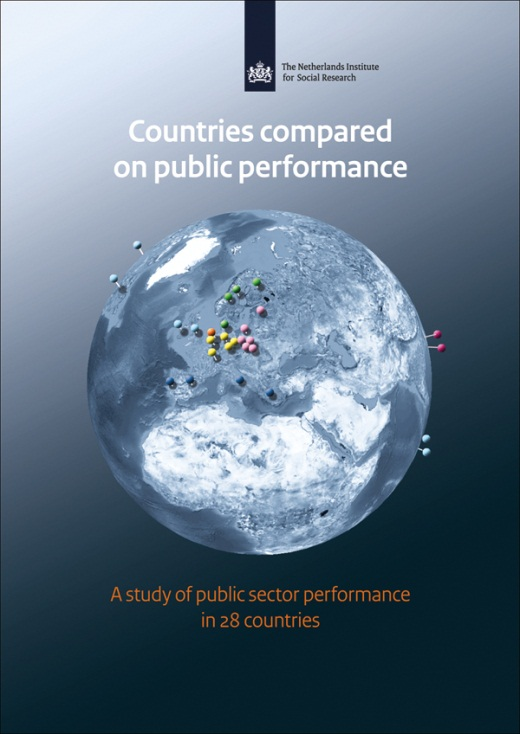 The Netherlands Institute
for Social Research
Countries compared
on public performance
A study of public sector performance
in 28 countries